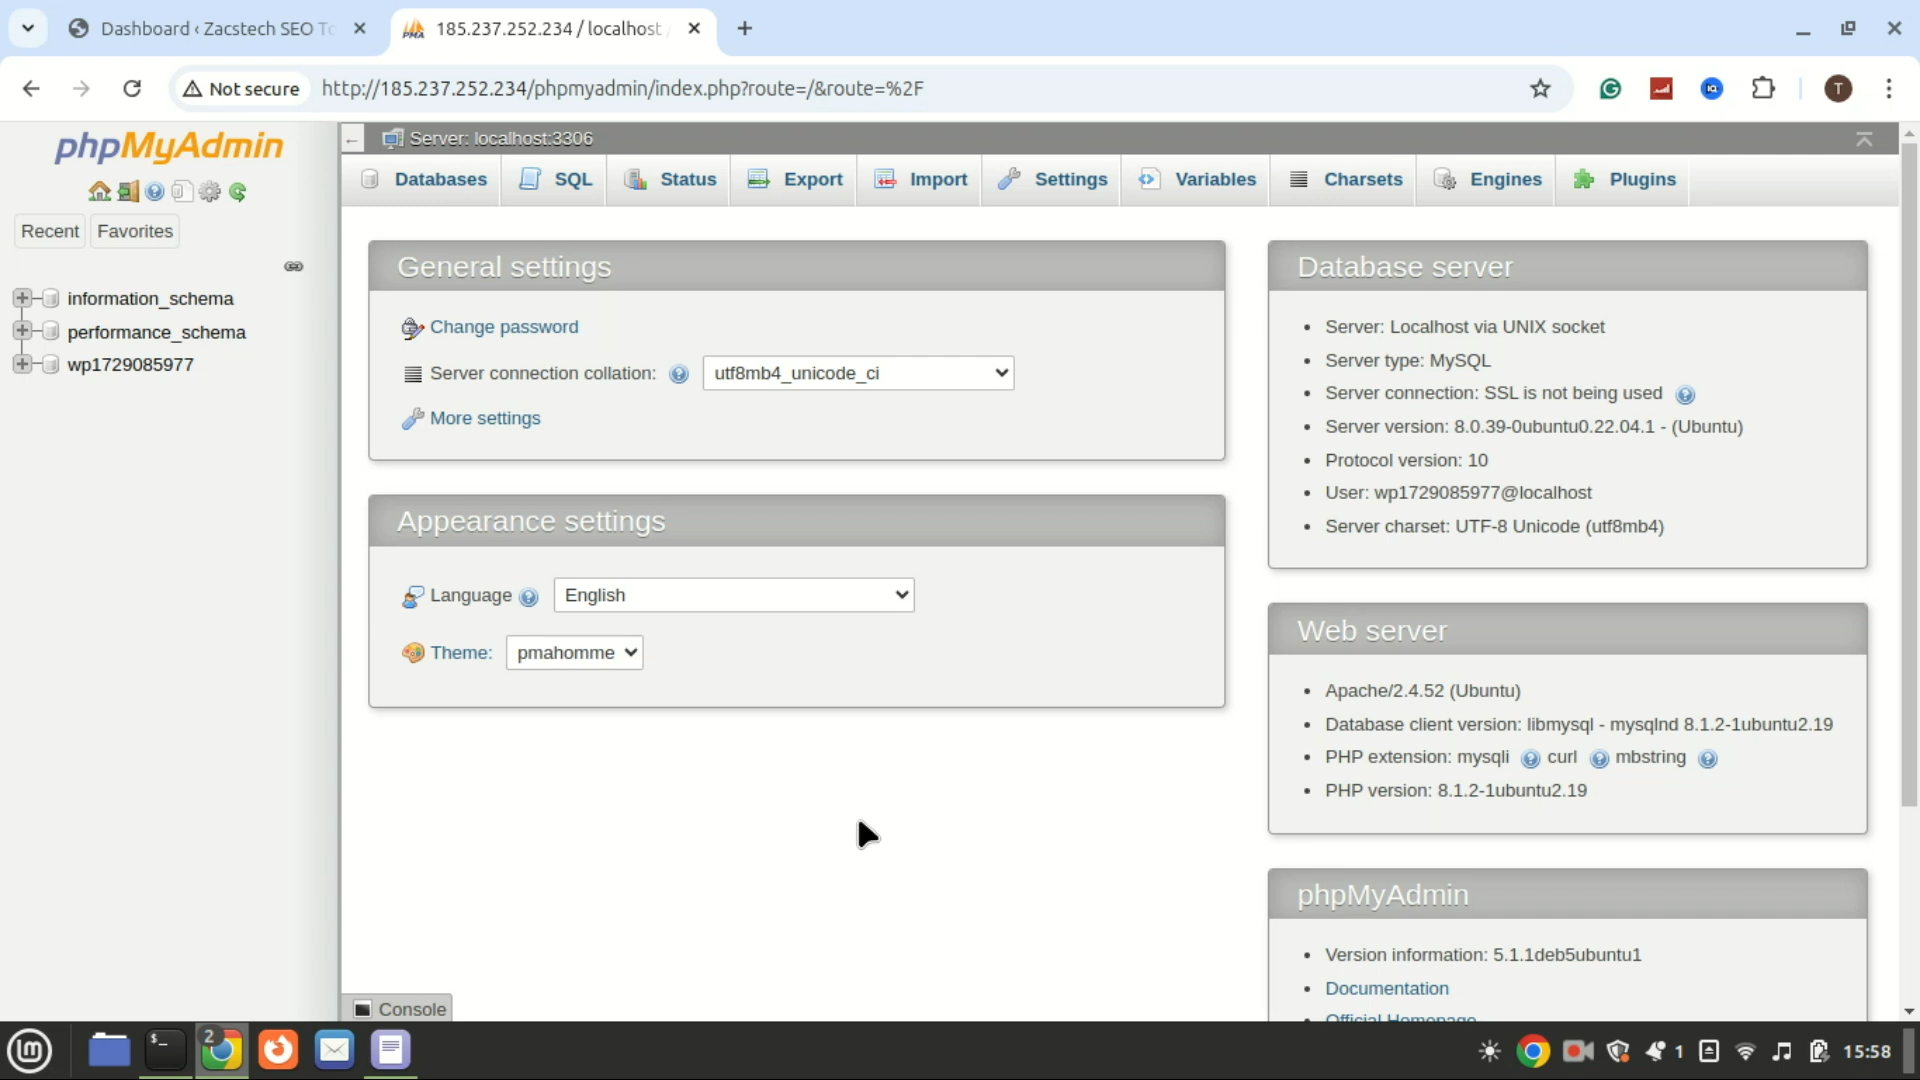 Dashboard ‹ Zacstech SEO To
185.237.252.234 / localhost /
Not secure
http://185.237.252.234/phpmyadmin/index.php?route=/&route=%2F
T
phpMyAdmin
Recent
Favorites
information_schema
performance_schema
wp1729085977
Server: localhost:3306
Databases
SQL
Status
Export
Import
Settings
Variables
Charsets
Engines
Plugins
General settings
Change password
Server connection collation:
utf8mb4_unicode_ci
More settings
Appearance settings
Language
English
Theme:
pmahomme
Database server
Server: Localhost via UNIX socket
Server type: MySQL
Server connection: SSL is not being used
Server version: 8.0.39-0ubuntu0.22.04.1 - (Ubuntu)
Protocol version: 10
User: wp1729085977@localhost
Server charset: UTF-8 Unicode (utf8mb4)
Web server
Apache/2.4.52 (Ubuntu)
Database client version: libmysql - mysqlnd 8.1.2-1ubuntu2.19
PHP extension: mysqli curl mbstring
PHP version: 8.1.2-1ubuntu2.19
phpMyAdmin
Version information: 5.1.1deb5ubuntu1
Documentation
Official Homepage
Console
2
1
15:58